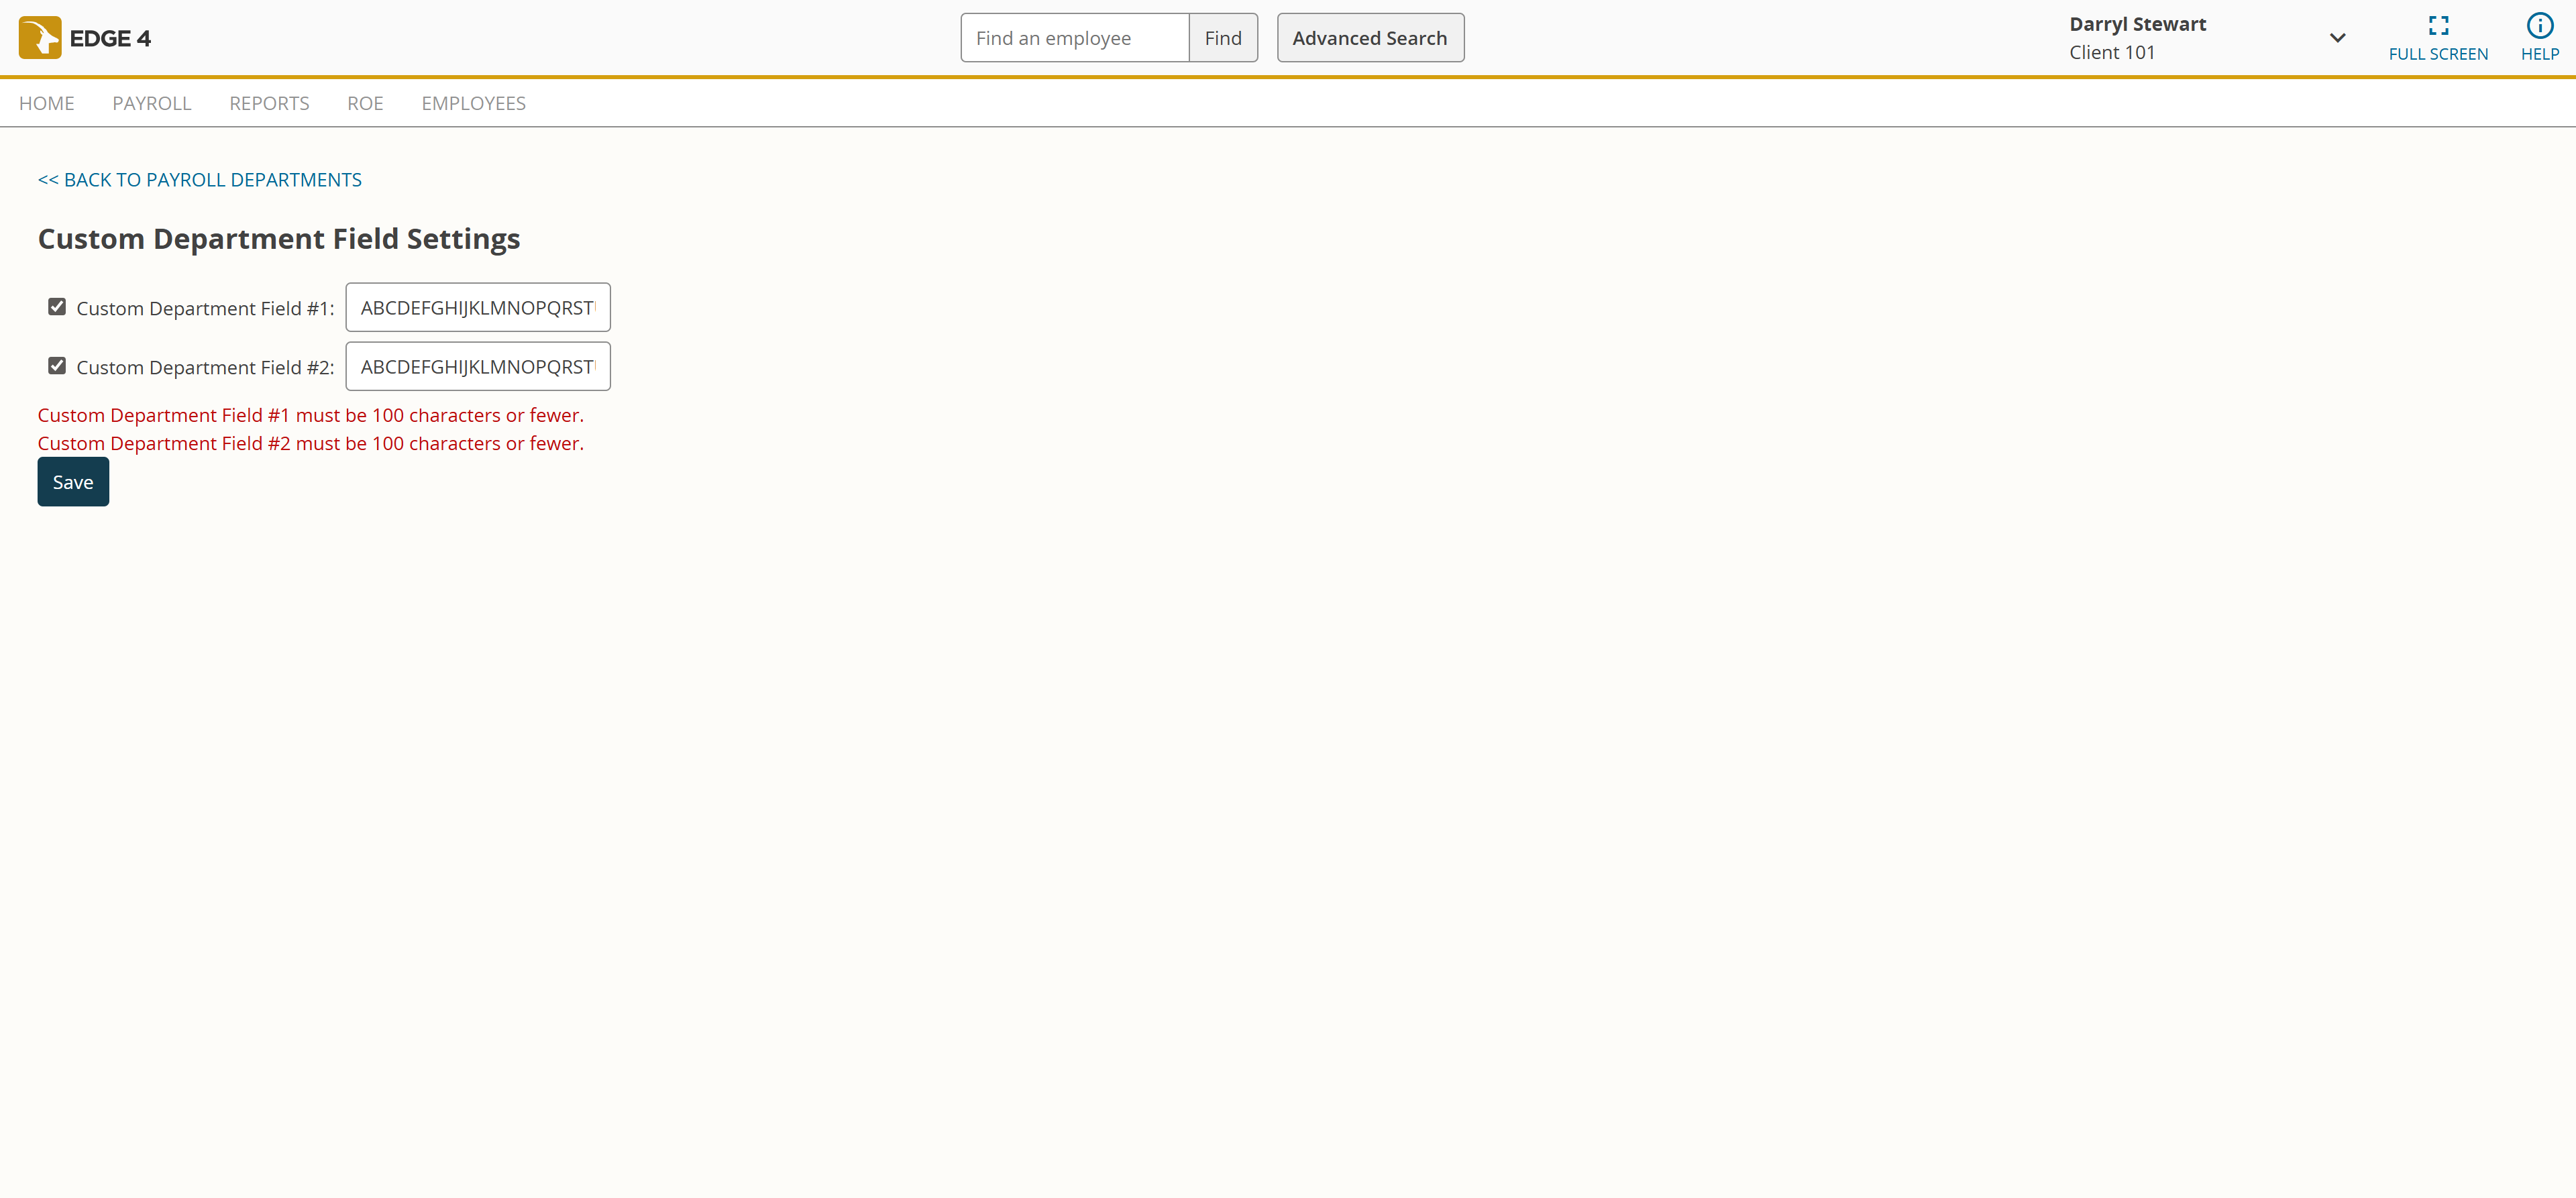 EDGE 4
Find an employee
Find
Advanced Search
Darryl Stewart
Client 101
FULL SCREEN
HELP
HOME
PAYROLL
REPORTS
ROE
EMPLOYEES
<< BACK TO PAYROLL DEPARTMENTS
Custom Department Field Settings
Custom Department Field #1:
ABCDEFGHIJKLMNOPQRST
Custom Department Field #2:
ABCDEFGHIJKLMNOPQRST
Custom Department Field #1 must be 100 characters or fewer.
Custom Department Field #2 must be 100 characters or fewer.
Save